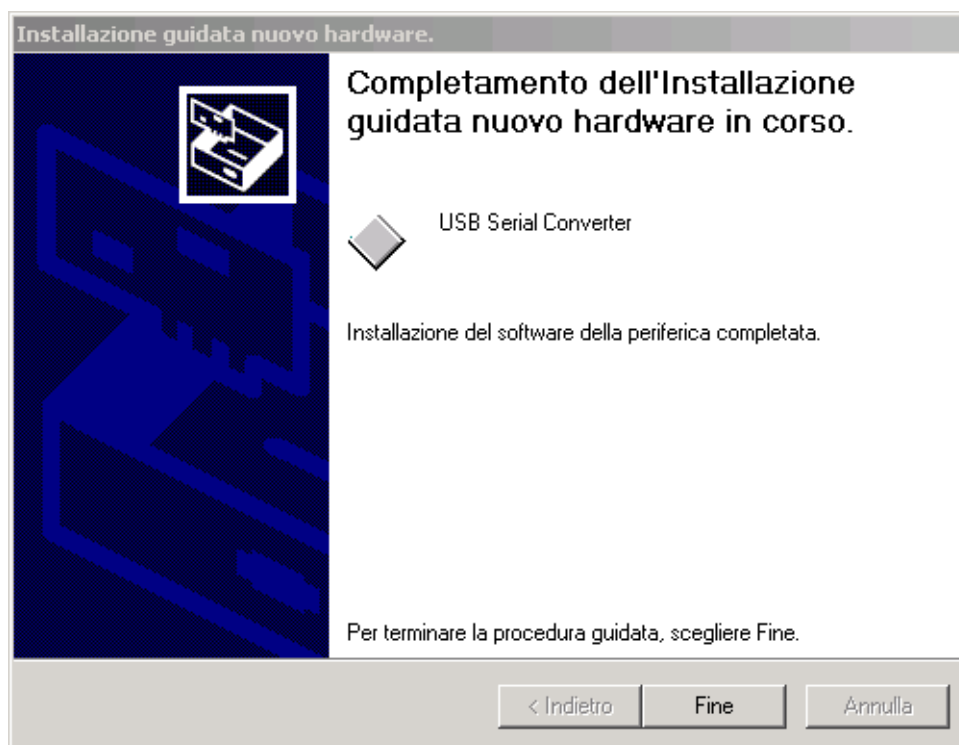 Installazione guidata nuovo hardware.
Completamento dell'Installazione
guidata nuovo hardware in corso.
USB Serial Converter
Installazione del software della periferica completata.
Per terminare la procedura guidata, scegliere Fine.
< Indietro
Fine
Annulla